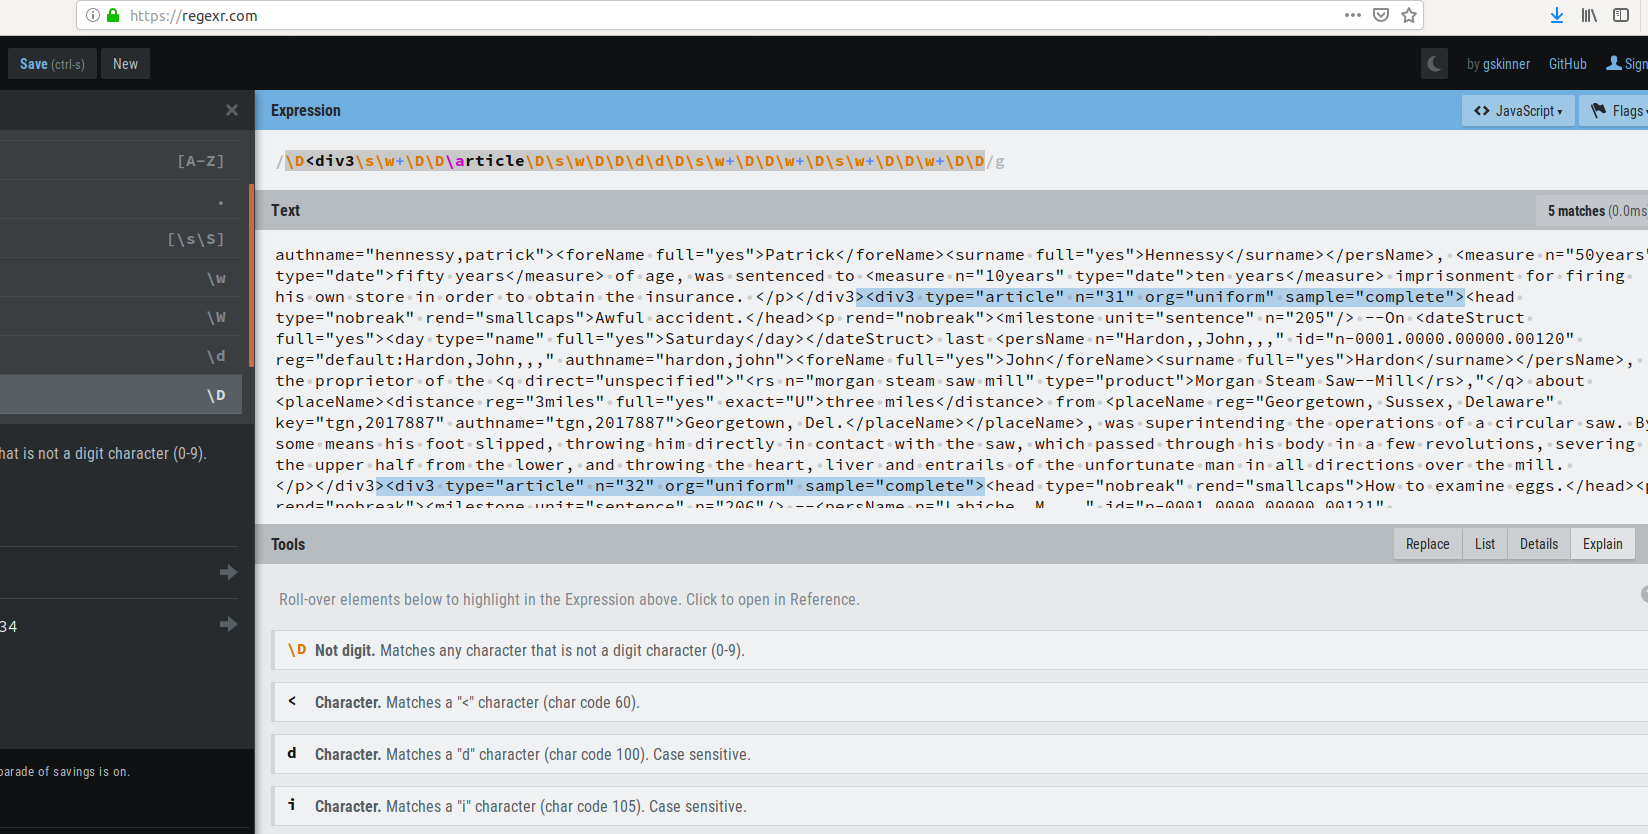 https://regexr.com
Save (ctrl-s) New by gskinner GitHub Sign
Expression JavaScript Flags
[A-Z]
/\D<div3\s\w+\D\D\article\D\s\w\D\D\d\d\D\s\w+\D\D\w+\D\s\w+\D\D\w+\D\D/g
.
Text 5 matches (0.0ms
[\s\S]
\w
\W
\d
\D
authname="hennessy,patrick"><foreName full="yes">Patrick</foreName><surname full="yes">Hennessy</surname></persName>, <measure n="50years"
type="date">fifty years</measure> of age, was sentenced to <measure n="10years" type="date">ten years</measure> imprisonment for firing
his own store in order to obtain the insurance. </p></div3><div3 type="article" n="31" org="uniform" sample="complete"><head
type="nobreak" rend="smallcaps">Awful accident.</head><p rend="nobreak"><milestone unit="sentence" n="205"/> --On <dateStruct
full="yes"><day type="name" full="yes">Saturday</day></dateStruct> last <persName n="Hardon,,John,,," id="n-0001.0000.00000.00120"
reg="default:Hardon,John,,," authname="hardon,john"><foreName full="yes">John</foreName><surname full="yes">Hardon</surname></persName>,
the proprietor of the <q direct="unspecified">"<rs n="morgan steam saw mill" type="product">Morgan Steam Saw--Mill</rs>,"</q> about
<placeName><distance reg="3miles" full="yes" exact="U">three miles</distance> from <placeName reg="Georgetown, Sussex, Delaware"
key="tgn,2017887" authname="tgn,2017887">Georgetown, Del.</placeName></placeName>, was superintending the operations of a circular saw. By
some means his foot slipped, throwing him directly in contact with the saw, which passed through his body in a few revolutions, severing
the upper half from the lower, and throwing the heart, liver and entrails of the unfortunate man in all directions over the mill.
</p></div3><div3 type="article" n="32" org="uniform" sample="complete"><head type="nobreak" rend="smallcaps">How to examine eggs.</head><p
rend="nobreak"><milestone unit="sentence" n="206"/> --<persName n="Labiche, M. , , ," id="n-0001.0000.00000.00121"
hat is not a digit character (0-9).
34
parade of savings is on.
Tools Replace List Details Explain
Roll-over elements below to highlight in the Expression above. Click to open in Reference.
\D Not digit. Matches any character that is not a digit character (0-9).
< Character. Matches a "<" character (char code 60).
d Character. Matches a "d" character (char code 100). Case sensitive.
i Character. Matches a "i" character (char code 105). Case sensitive.